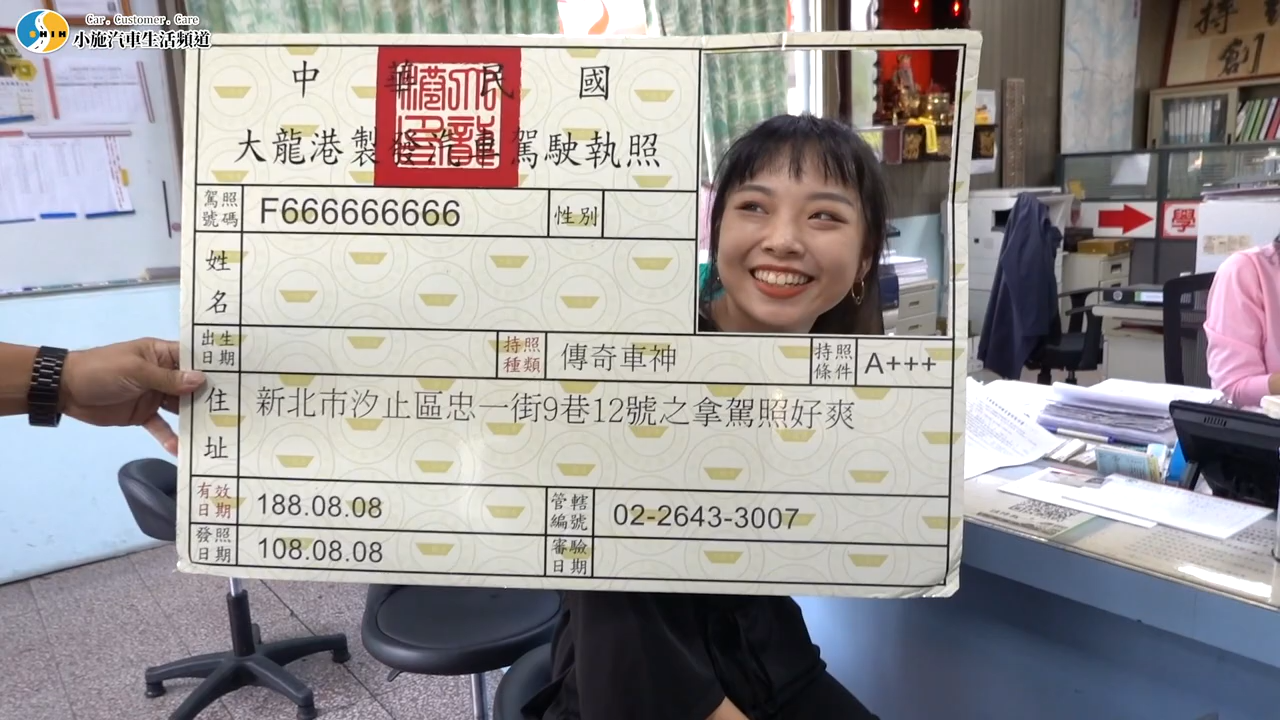 Car. Customer. Care
SHIH 小施汽車生活頻道
中華民國
大龍港製發汽車駕駛執照
駕照號碼 F666666666 性別
姓名
出生日期 持照種類 傳奇車神 持照條件 A+++
住址 新北市汐止區忠一街9巷12號之拿駕照好爽
有效日期 188.08.08 管轄編號 02-2643-3007
發照日期 108.08.08 審驗日期
持
創
學